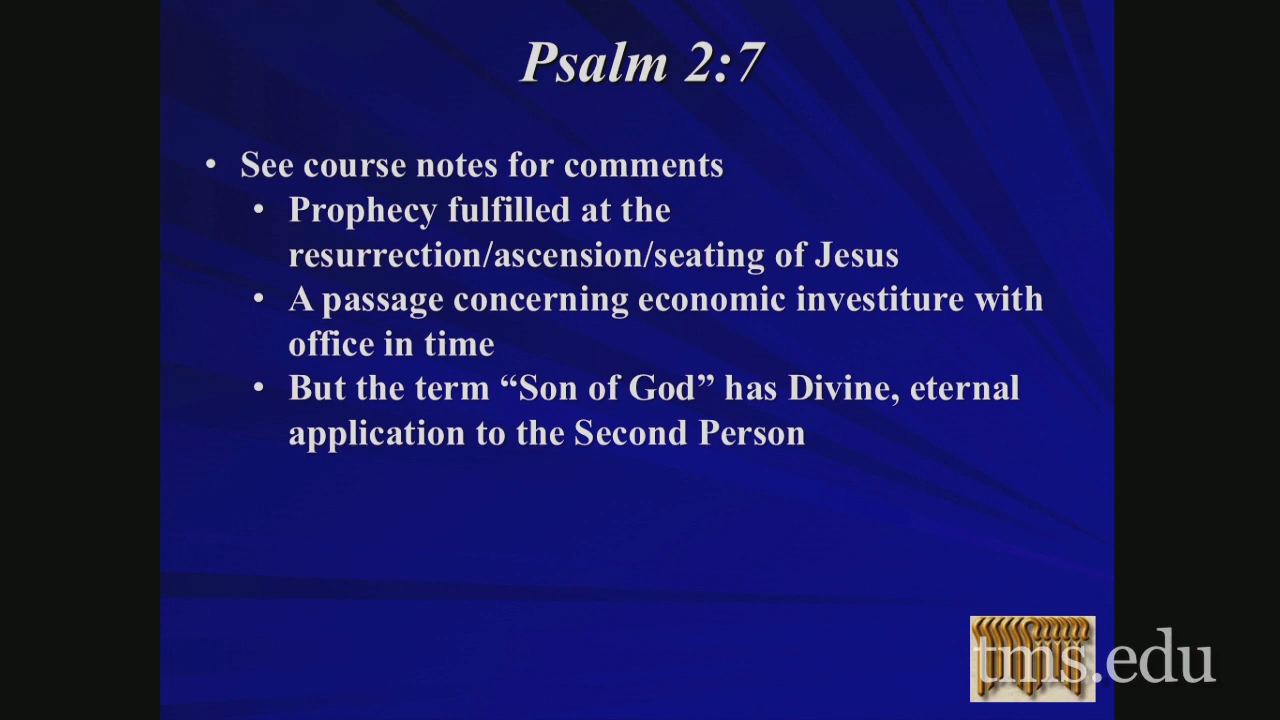 Psalm 2:7
• See course notes for comments
• Prophecy fulfilled at the
resurrection/ascension/seating of Jesus
• A passage concerning economic investiture with
office in time
• But the term “Son of God” has Divine, eternal
application to the Second Person
tms.edu